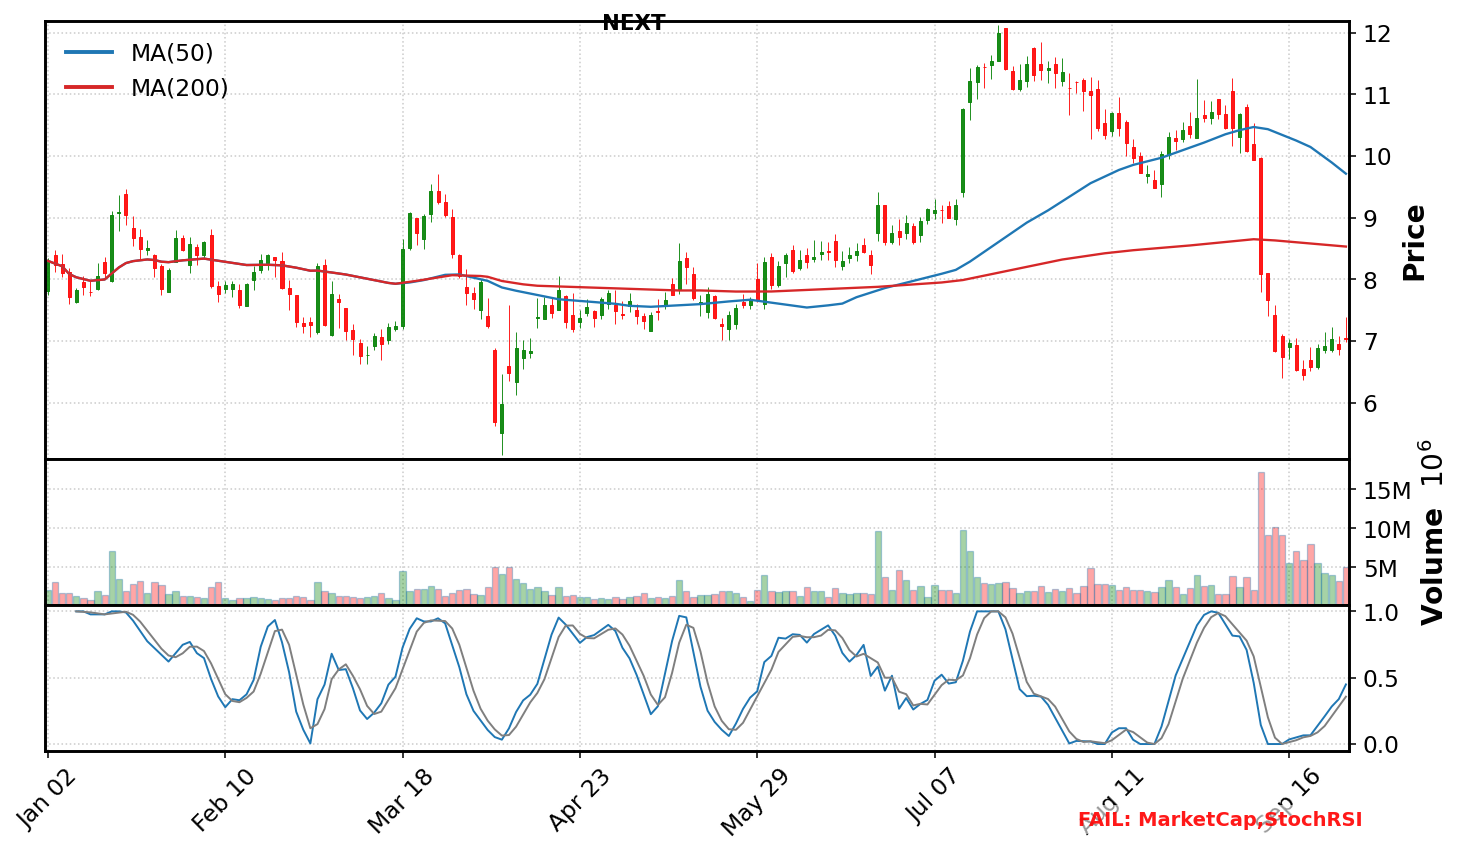 NEXT
MA(50)
MA(200)
12
11
10
9
8
7
6
Price
15M
10M
5M
Volume 10^6
1.0
0.5
0.0
Jan 02
Feb 10
Mar 18
Apr 23
May 29
Jul 07
Aug 11
Sep 16
FAIL: MarketCap,StochRSI